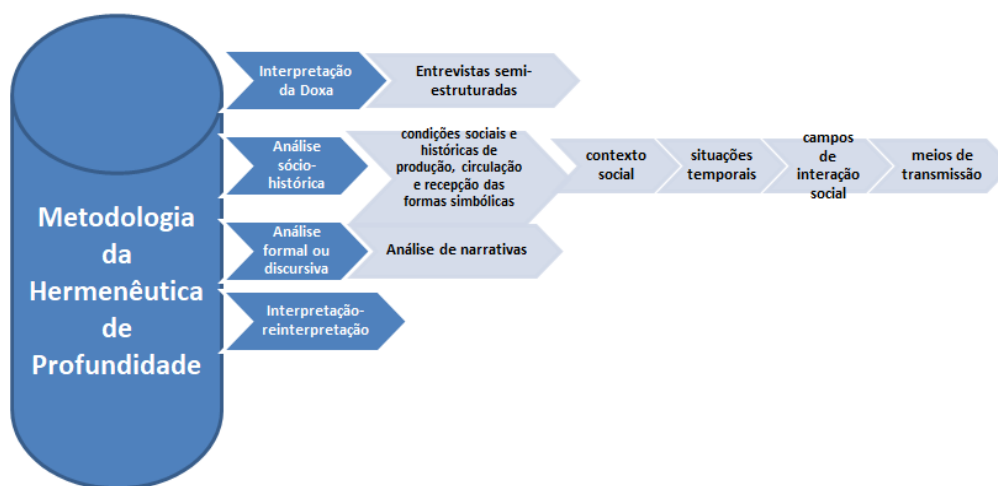 Metodologia
da
Hermenêutica
de
Profundidade
Interpretação
da Doxa
Entrevistas semi-
estruturadas
Análise
sócio-
histórica
condições sociais e
históricas de
produção, circulação
e recepção das
formas simbólicas
contexto
social
situações
temporais
campos
de
interação
social
meios de
transmissão
Análise
formal ou
discursiva
Análise de narrativas
Interpretação-
reinterpretação